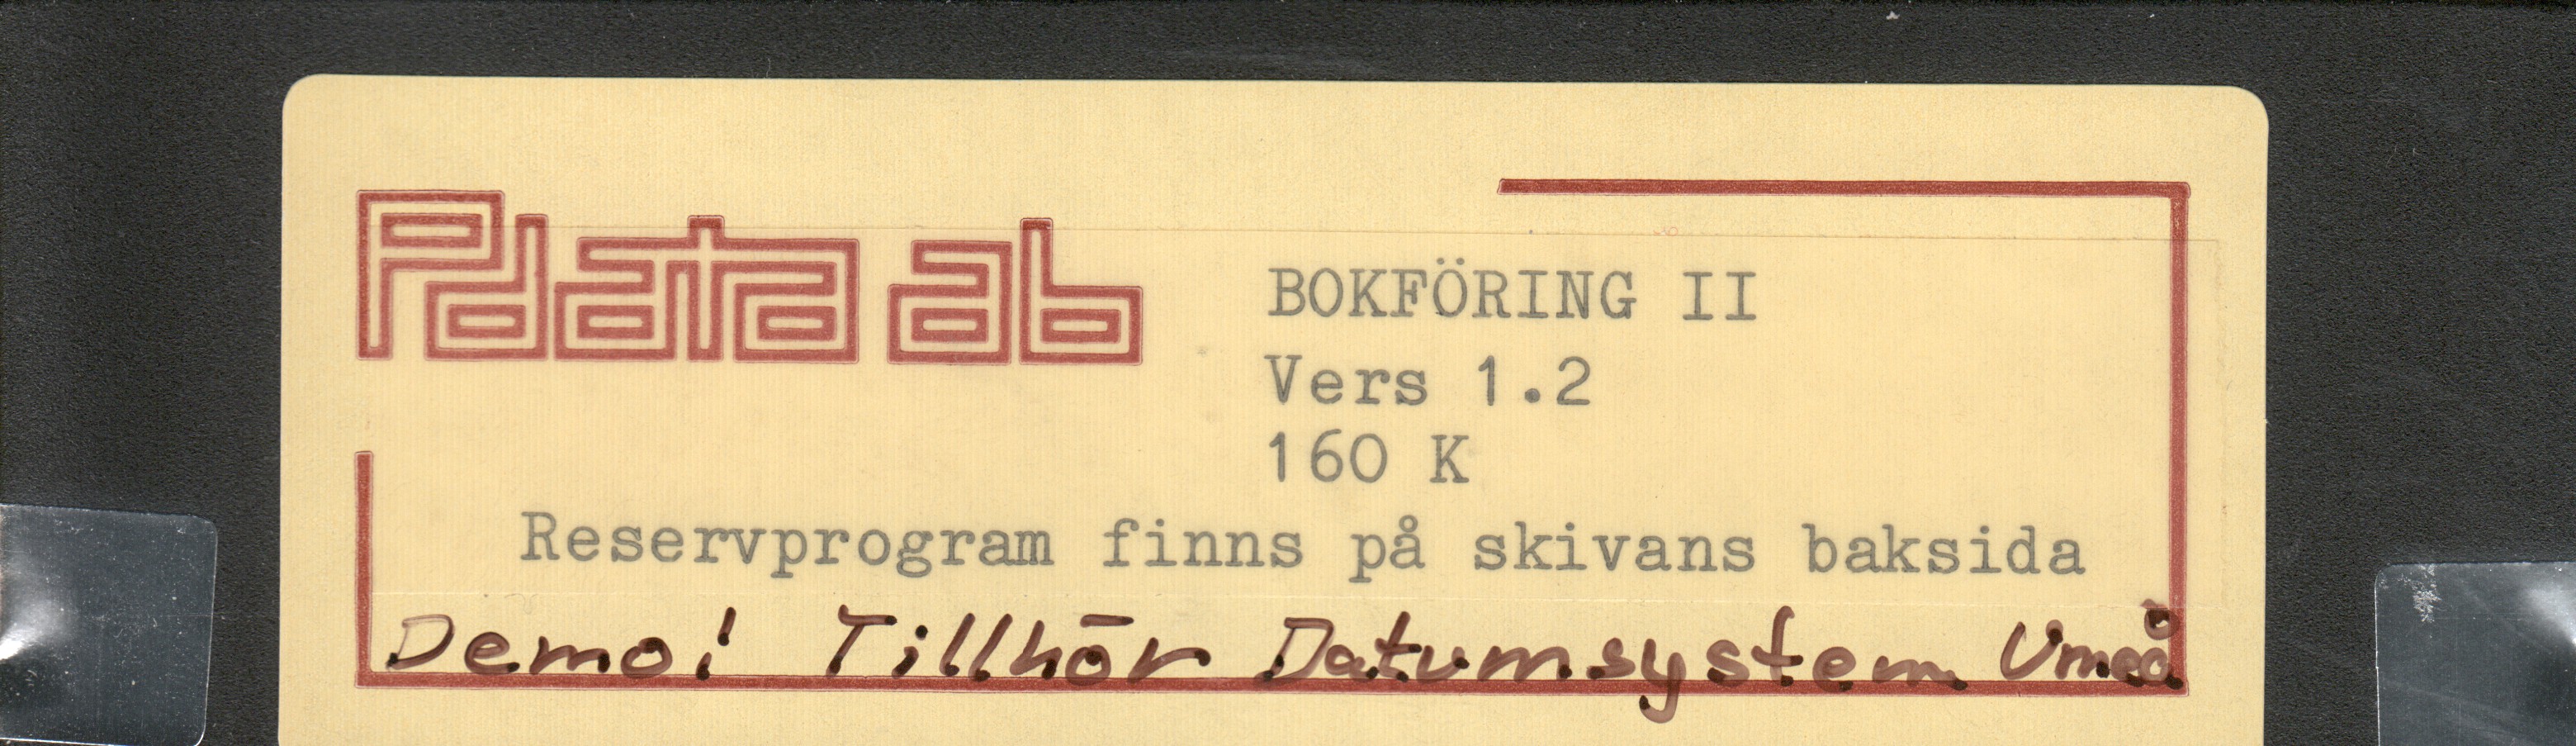 Pdata ab
BOKFÖRING II
Vers 1.2
160 K
Reservprogram finns på skivans baksida
Demo! Tillhör Datumsystem Umeå